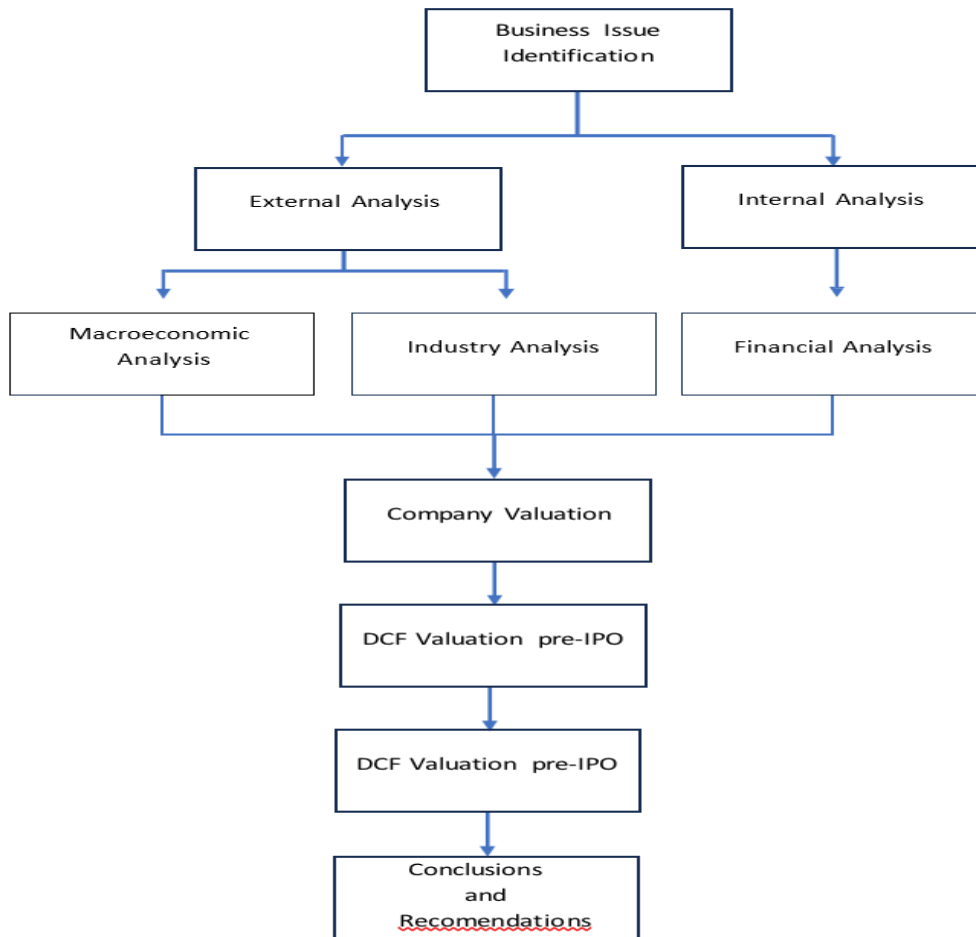 Business Issue
Identification
External Analysis
Internal Analysis
Macroeconomic
Analysis
Industry Analysis
Financial Analysis
Company Valuation
DCF Valuation pre-IPO
DCF Valuation pre-IPO
Conclusions
and
Recomendations